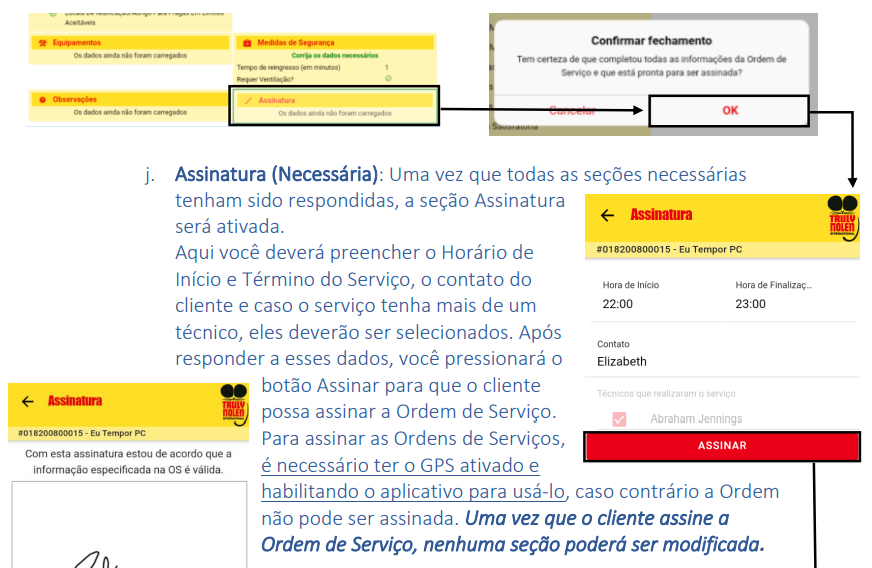 Aceitáveis
Equipamentos
Os dados ainda não foram carregados
Medidas de Segurança
Corrija os dados necessários
Tempo de reingresso (em minutos) 1
Requer Ventilação?
Observações
Os dados ainda não foram carregados
Assinatura
Os dados ainda não foram carregados
Confirmar fechamento
Tem certeza de que completou todas as informações da Ordem de
Serviço e que está pronta para ser assinada?
Cancelar OK
Satisfatória
j. Assinatura (Necessária): Uma vez que todas as seções necessárias
tenham sido respondidas, a seção Assinatura
será ativada.
Aqui você deverá preencher o Horário de
Início e Término do Serviço, o contato do
cliente e caso o serviço tenha mais de um
técnico, eles deverão ser selecionados. Após
responder a esses dados, você pressionará o
botão Assinar para que o cliente
possa assinar a Ordem de Serviço.
Para assinar as Ordens de Serviços,
é necessário ter o GPS ativado e
habilitando o aplicativo para usá-lo, caso contrário a Ordem
não pode ser assinada. Uma vez que o cliente assine a
Ordem de Serviço, nenhuma seção poderá ser modificada.
Assinatura
TRULY
NOLEN
INTERNATIONAL
#018200800015 - Eu Tempor PC
Hora de Início Hora de Finalizaç...
22:00 23:00
Contato
Elizabeth
Técnicos que realizaram o serviço
Abraham Jennings
ASSINAR
Assinatura
TRULY
NOLEN
#018200800015 - Eu Tempor PC
Com esta assinatura estou de acordo que a
informação especificada na OS é válida.